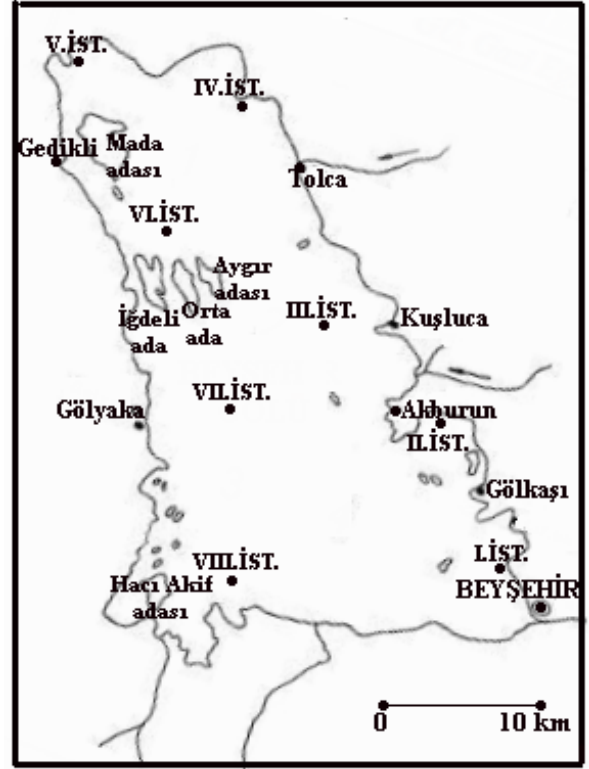 V.İST.
IV.İST.
Gedikli
Mada
adası
Tolca
VI.İST.
Aygır
adası
İğdeli
ada
Orta
ada
III.İST.
Kuşluca
VII.İST.
Gölyaka
Akburun
II.İST.
Gölkaşı
I.İST.
VIII.İST.
BEYŞEHİR
Hacı Akif
adası
0 10 km